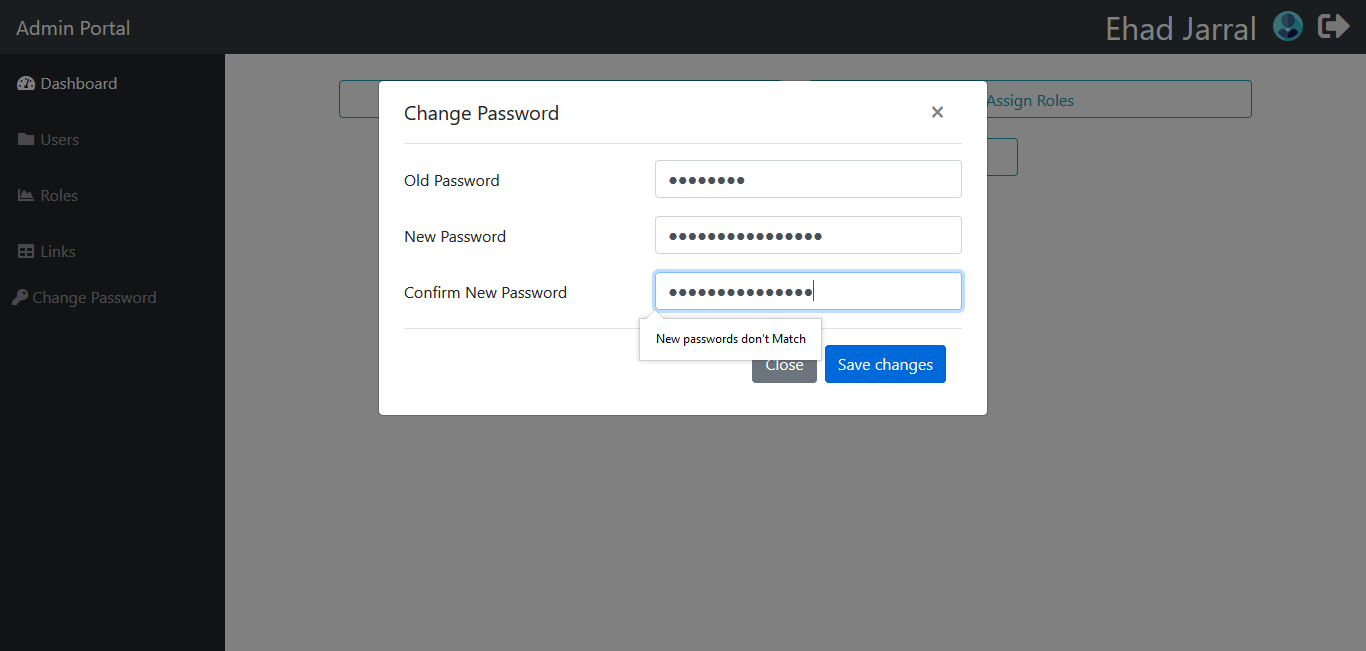 Admin Portal
Ehad Jarral
Dashboard
Users
Roles
Links
Change Password
Assign Roles
Change Password
×
Old Password
●●●●●●●●
New Password
●●●●●●●●●●●●●●●●
Confirm New Password
●●●●●●●●●●●●●●●
New passwords don't Match
Close
Save changes